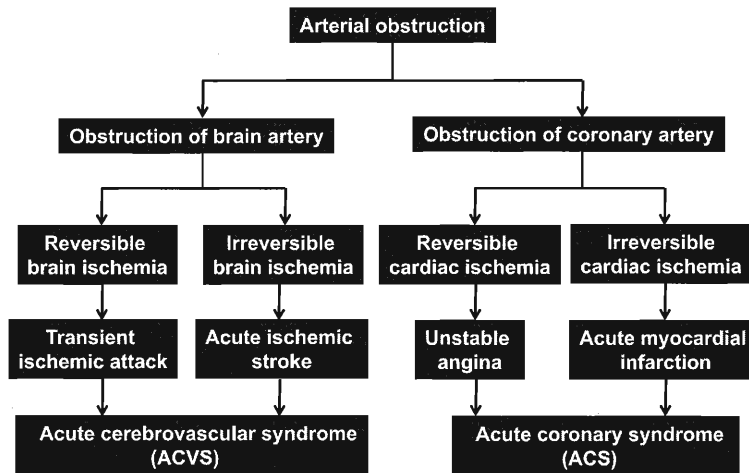 Arterial obstruction
Obstruction of brain artery
Obstruction of coronary artery
Reversible
brain ischemia
Irreversible
brain ischemia
Reversible
cardiac ischemia
Irreversible
cardiac ischemia
Transient
ischemic attack
Acute ischemic
stroke
Unstable
angina
Acute myocardial
infarction
Acute cerebrovascular syndrome
(ACVS)
Acute coronary syndrome
(ACS)